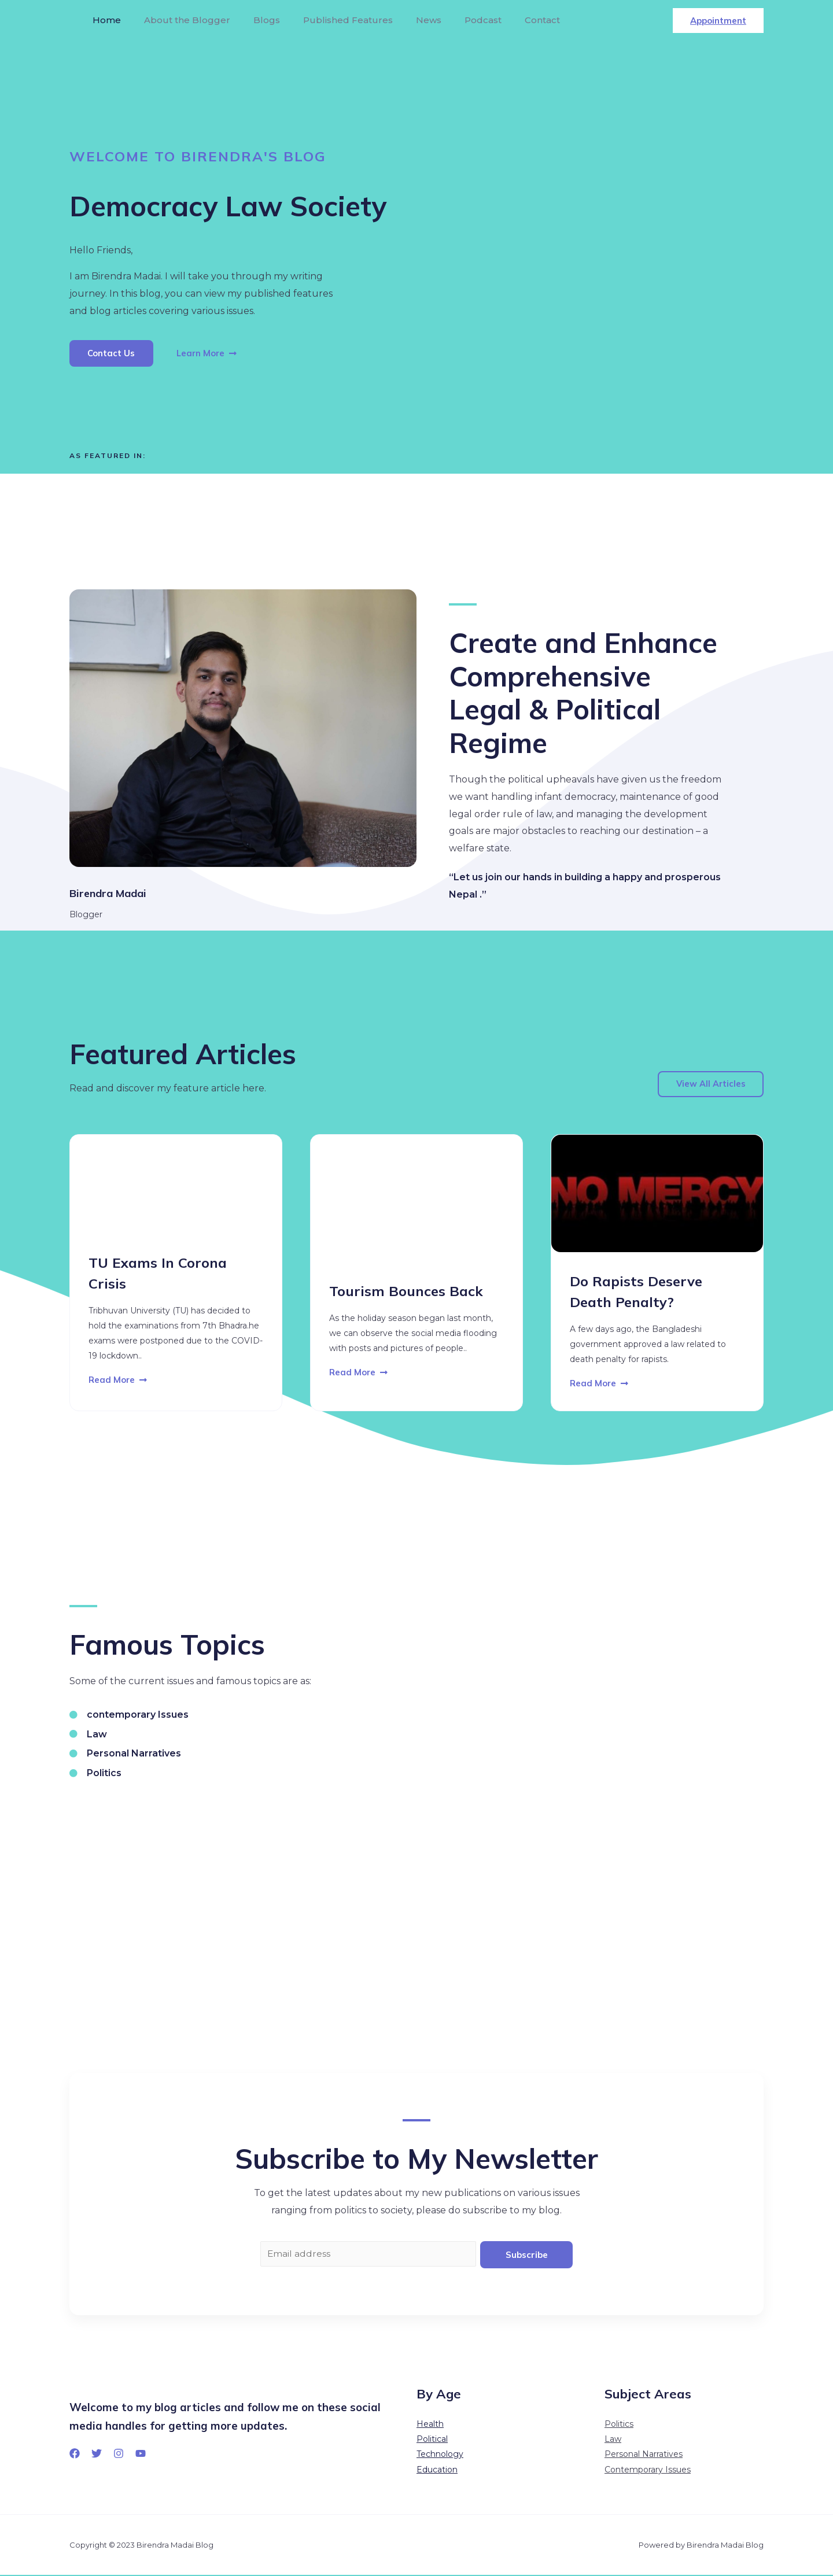 Home About the Blogger Blogs Published Features News Podcast Contact Appointment
WELCOME TO BIRENDRA'S BLOG
Democracy Law Society
Hello Friends,
I am Birendra Madai. I will take you through my writing
journey. In this blog, you can view my published features
and blog articles covering various issues.
Contact Us Learn More
AS FEATURED IN:
Create and Enhance
Comprehensive
Legal & Political
Regime
Though the political upheavals have given us the freedom
we want handling infant democracy, maintenance of good
legal order rule of law, and managing the development
goals are major obstacles to reaching our destination – a
welfare state.
“Let us join our hands in building a happy and prosperous
Nepal .”
Birendra Madai
Blogger
Featured Articles
Read and discover my feature article here.
View All Articles
TU Exams In Corona
Crisis
Tribhuvan University (TU) has decided to
hold the examinations from 7th Bhadra.he
exams were postponed due to the COVID-
19 lockdown..
Read More
Tourism Bounces Back
As the holiday season began last month,
we can observe the social media flooding
with posts and pictures of people..
Read More
NO MERCY
Do Rapists Deserve
Death Penalty?
A few days ago, the Bangladeshi
government approved a law related to
death penalty for rapists.
Read More
Famous Topics
Some of the current issues and famous topics are as:
contemporary Issues
Law
Personal Narratives
Politics
Subscribe to My Newsletter
To get the latest updates about my new publications on various issues
ranging from politics to society, please do subscribe to my blog.
Email address Subscribe
Welcome to my blog articles and follow me on these social
media handles for getting more updates.
By Age
Health
Political
Technology
Education
Subject Areas
Politics
Law
Personal Narratives
Contemporary Issues
Copyright © 2023 Birendra Madai Blog
Powered by Birendra Madai Blog